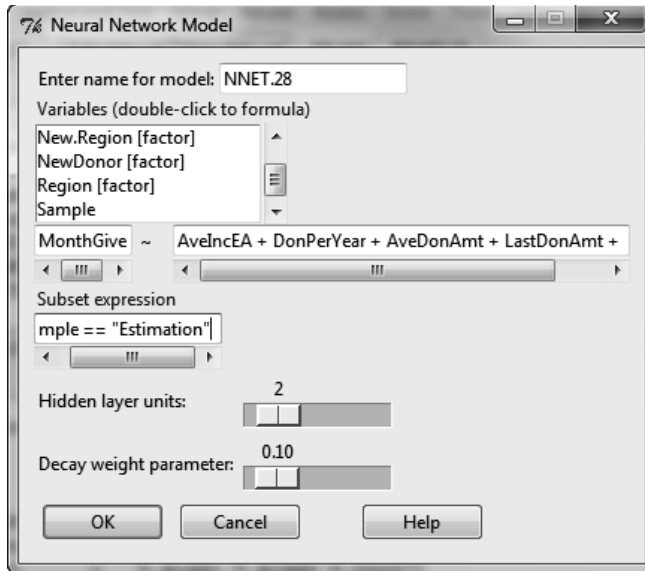 Neural Network Model
Enter name for model: NNET.28
Variables (double-click to formula)
New.Region [factor]
NewDonor [factor]
Region [factor]
Sample
MonthGive ~ AveIncEA + DonPerYear + AveDonAmt + LastDonAmt +
Subset expression
mple == "Estimation"
Hidden layer units: 2
Decay weight parameter: 0.10
OK Cancel Help